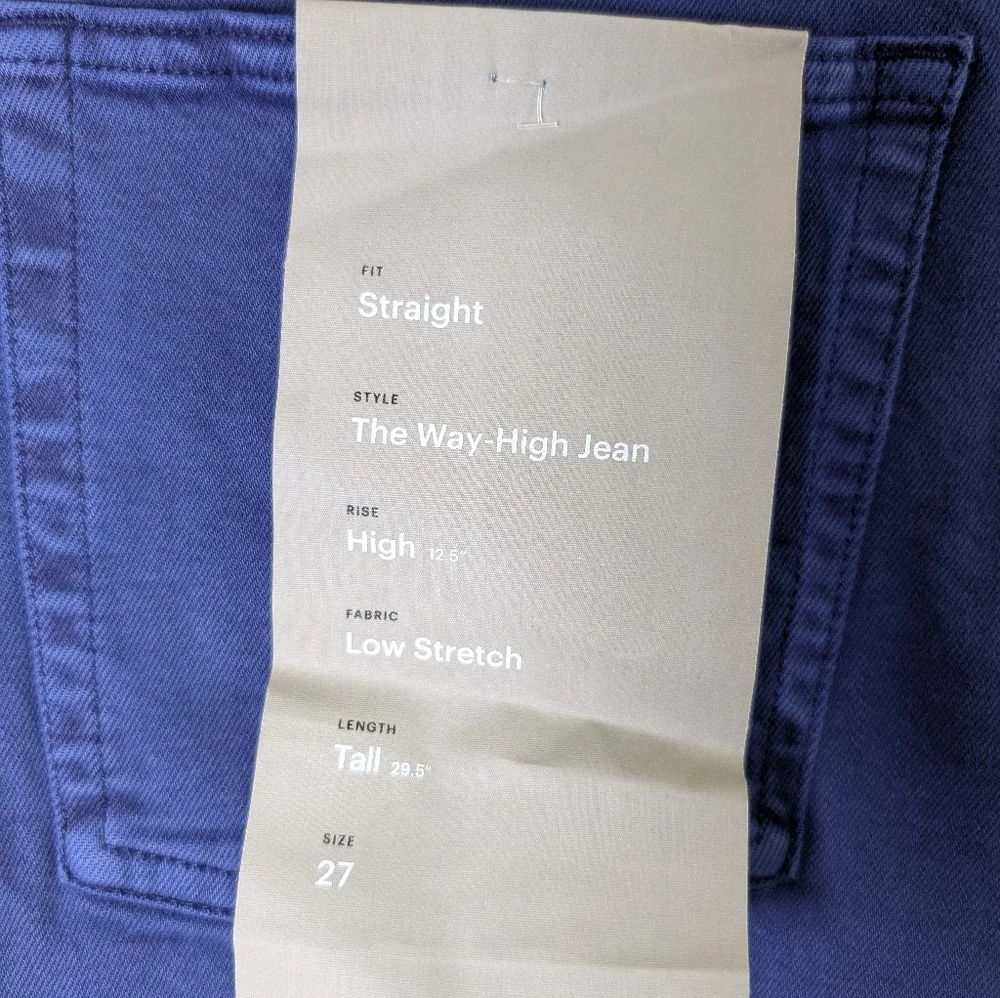 FIT
Straight
STYLE
The Way-High Jean
RISE
High 12.5"
FABRIC
Low Stretch
LENGTH
Tall 29.5"
SIZE
27